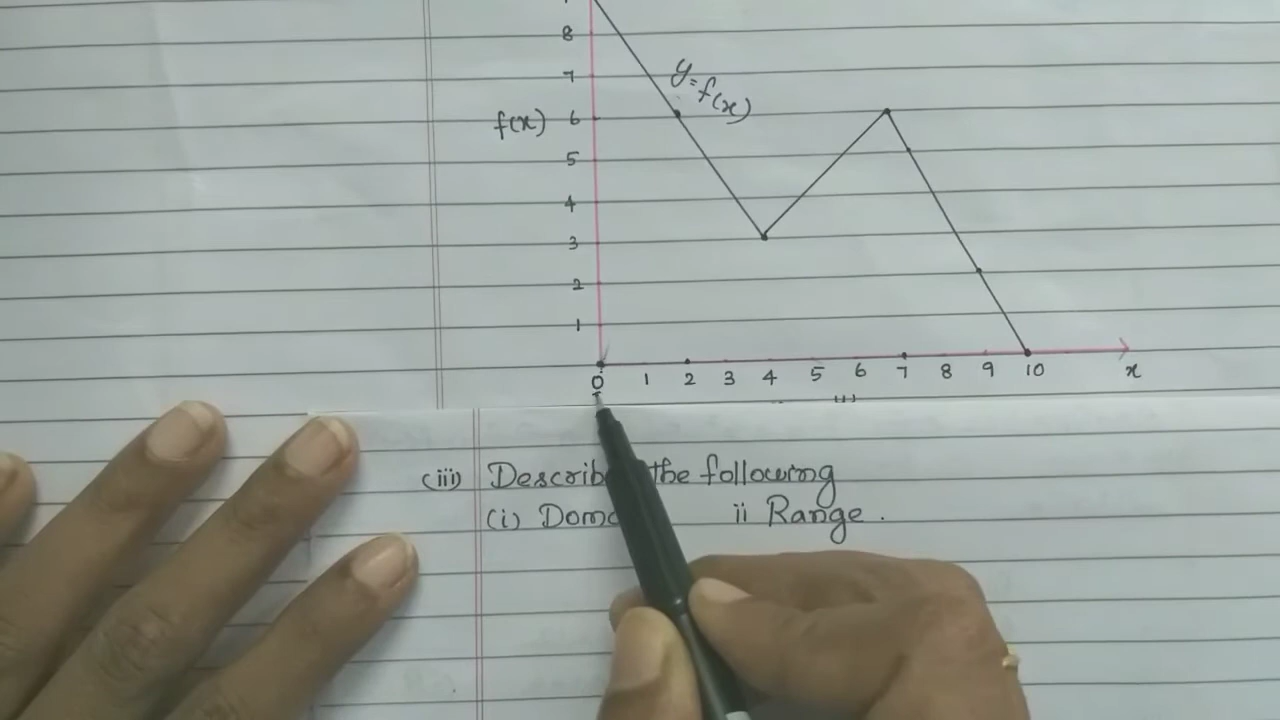 8
7
y=f(x)
f(x) 6
5
4
3
2
1
0 1 2 3 4 5 6 7 8 9 10 x
(iii) Describe the following
(i) ii Range.